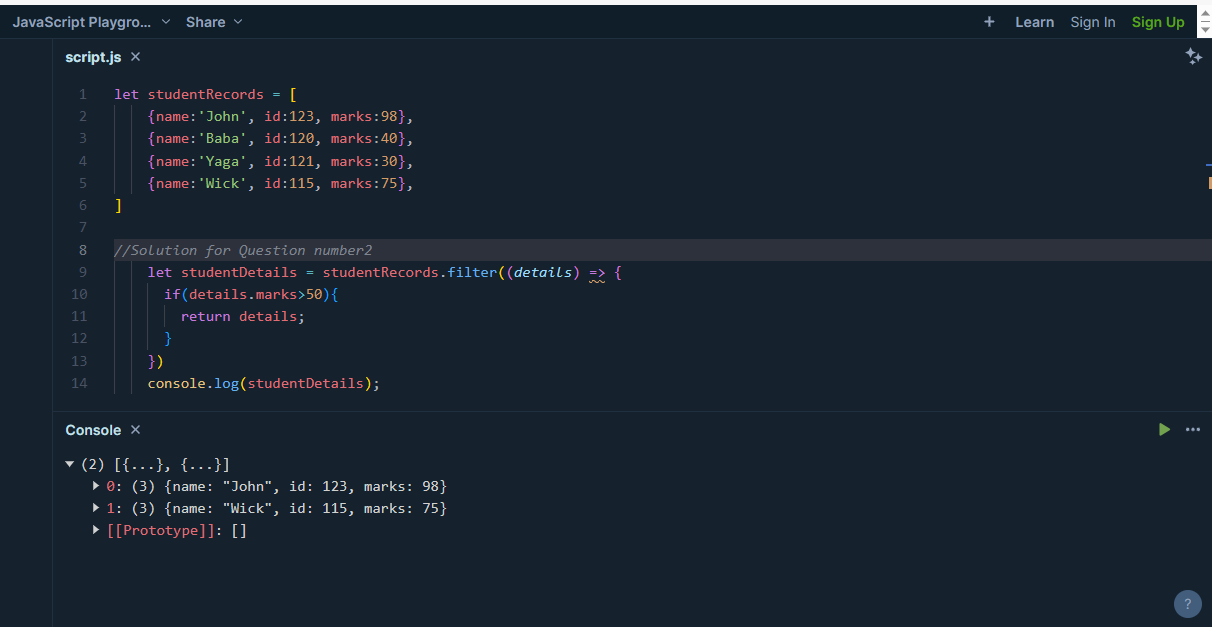 JavaScript Playgro... Share + Learn Sign In Sign Up
script.js ×
1 let studentRecords = [
2 {name:'John', id:123, marks:98},
3 {name:'Baba', id:120, marks:40},
4 {name:'Yaga', id:121, marks:30},
5 {name:'Wick', id:115, marks:75},
6 ]
7
8 //Solution for Question number2
9 let studentDetails = studentRecords.filter((details) => {
10 if(details.marks>50){
11 return details;
12 }
13 })
14 console.log(studentDetails);
Console ×
(2) [{...}, {...}]
0: (3) {name: "John", id: 123, marks: 98}
1: (3) {name: "Wick", id: 115, marks: 75}
[[Prototype]]: []
?